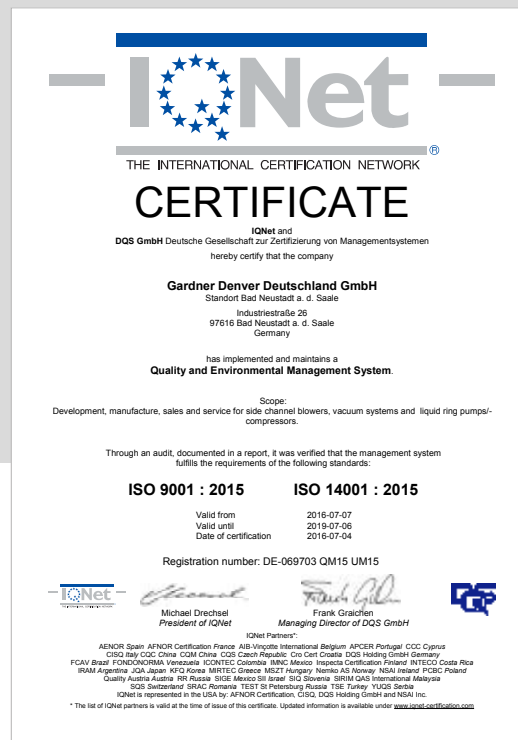 IQNet
®
THE INTERNATIONAL CERTIFICATION NETWORK
CERTIFICATE
IQNet and
DQS GmbH Deutsche Gesellschaft zur Zertifizierung von Managementsystemen
hereby certify that the company
Gardner Denver Deutschland GmbH
Standort Bad Neustadt a. d. Saale
Industriestraße 26
97616 Bad Neustadt a. d. Saale
Germany
has implemented and maintains a
Quality and Environmental Management System.
Scope:
Development, manufacture, sales and service for side channel blowers, vacuum systems and liquid ring pumps/-
compressors.
Through an audit, documented in a report, it was verified that the management system
fulfills the requirements of the following standards:
ISO 9001 : 2015 ISO 14001 : 2015
Valid from 2016-07-07
Valid until 2019-07-06
Date of certification 2016-07-04
Registration number: DE-069703 QM15 UM15
IQNet
DQS
Michael Drechsel Frank Graichen
President of IQNet Managing Director of DQS GmbH
IQNet Partners*:
AENOR Spain AFNOR Certification France AIB-Vinçotte International Belgium APCER Portugal CCC Cyprus
CISQ Italy CQC China CQM China CQS Czech Republic Cro Cert Croatia DQS Holding GmbH Germany
FCAV Brazil FONDONORMA Venezuela ICONTEC Colombia IMNC Mexico Inspecta Certification Finland INTECO Costa Rica
IRAM Argentina JQA Japan KFQ Korea MIRTEC Greece MSZT Hungary Nemko AS Norway NSAI Ireland PCBC Poland
Quality Austria Austria RR Russia SIGE Mexico SII Israel SIQ Slovenia SIRIM QAS International Malaysia
SQS Switzerland SRAC Romania TEST St Petersburg Russia TSE Turkey YUQS Serbia
IQNet is represented in the USA by: AFNOR Certification, CISQ, DQS Holding GmbH and NSAI Inc.
* The list of IQNet partners is valid at the time of issue of this certificate. Updated information is available under www.iqnet-certification.com